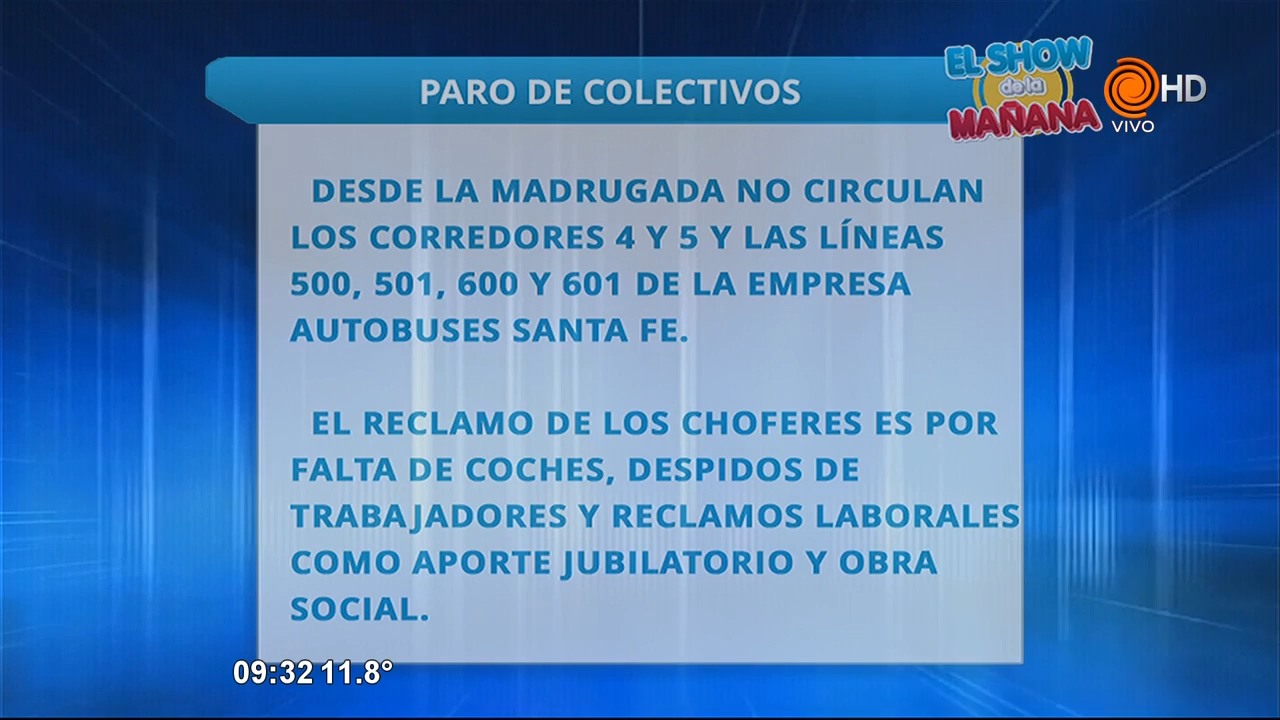 PARO DE COLECTIVOS
EL SHOW
de la
MAÑANA
HD
VIVO
DESDE LA MADRUGADA NO CIRCULAN
LOS CORREDORES 4 Y 5 Y LAS LÍNEAS
500, 501, 600 Y 601 DE LA EMPRESA
AUTOBUSES SANTA FE.
EL RECLAMO DE LOS CHOFERES ES POR
FALTA DE COCHES, DESPIDOS DE
TRABAJADORES Y RECLAMOS LABORALES
COMO APORTE JUBILATORIO Y OBRA
SOCIAL.
09:32 11.8°